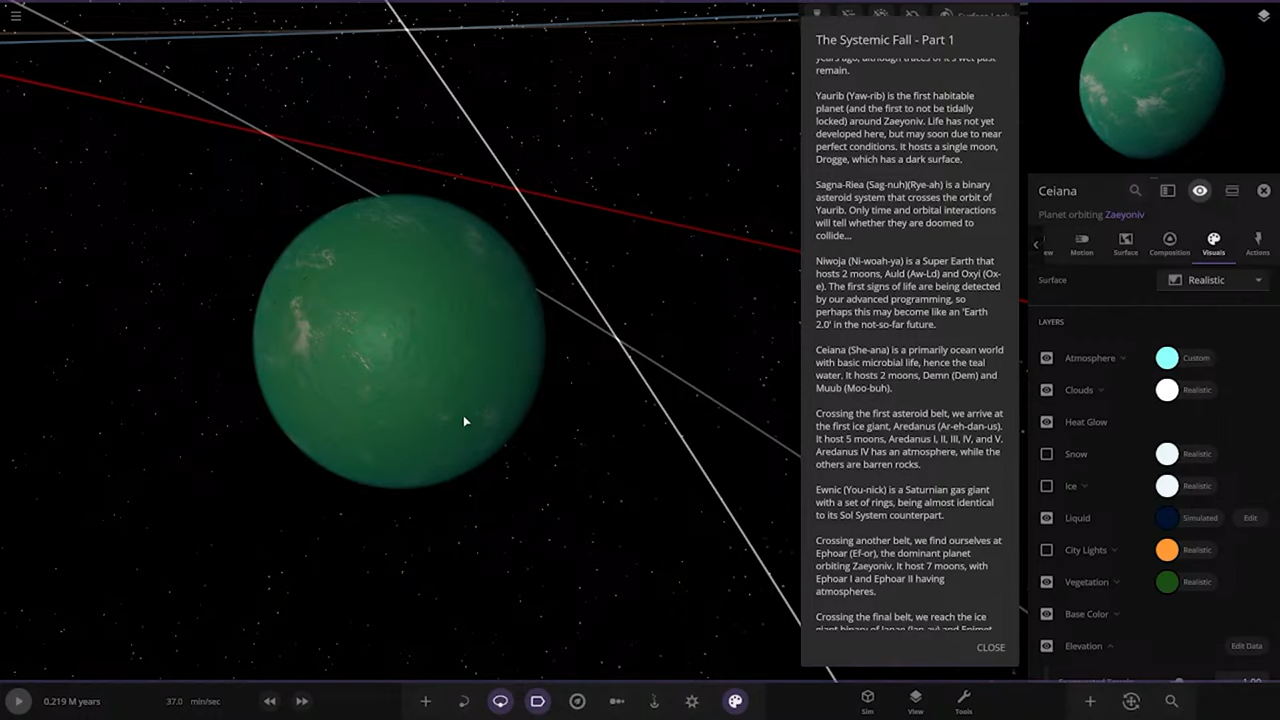 The Systemic Fall - Part 1
years ago, although traces of it's wet past
remain.
Yaurib (Yaw-rib) is the first habitable
planet (and the first to not be tidally
locked) around Zaeyoniv. Life has not yet
developed here, but may soon due to near
perfect conditions. It hosts a single moon,
Drogge, which has a dark surface.
Sagna-Riea (Sag-nuh)(Rye-ah) is a binary
asteroid system that crosses the orbit of
Yaurib. Only time and orbital interactions
will tell whether they are doomed to
collide...
Niwoja (Ni-woah-ya) is a Super Earth that
hosts 2 moons, Auld (Aw-Ld) and Oxyi (Ox-
e). The first signs of life are being detected
by our advanced programming, so
perhaps this may become like an 'Earth
2.0' in the not-so-far future.
Ceiana (She-ana) is a primarily ocean world
with basic microbial life, hence the teal
water. It hosts 2 moons, Demn (Dem) and
Muub (Moo-buh).
Crossing the first asteroid belt, we arrive at
the first ice giant, Aredanus (Ar-eh-dan-us).
It host 5 moons, Aredanus I, II, III, IV, and V.
Aredanus IV has an atmosphere, while the
others are barren rocks.
Ewnic (You-nick) is a Saturnian gas giant
with a set of rings, being almost identical
to its Sol System counterpart.
Crossing another belt, we find ourselves at
Ephoar (Ef-or), the dominant planet
orbiting Zaeyoniv. It host 7 moons, with
Ephoar I and Ephoar II having
atmospheres.
Crossing the final belt, we reach the ice
giant binary of
CLOSE
Ceiana
Planet orbiting Zaeyoniv
ew Motion Surface Composition Visuals Actions
Surface Realistic
LAYERS
Atmosphere Custom
Clouds Realistic
Heat Glow
Snow Realistic
Ice Realistic
Liquid Simulated Edit
City Lights Realistic
Vegetation Realistic
Base Color
Elevation Edit Data
0.219 M years 37.0 min/sec Sim View Tools